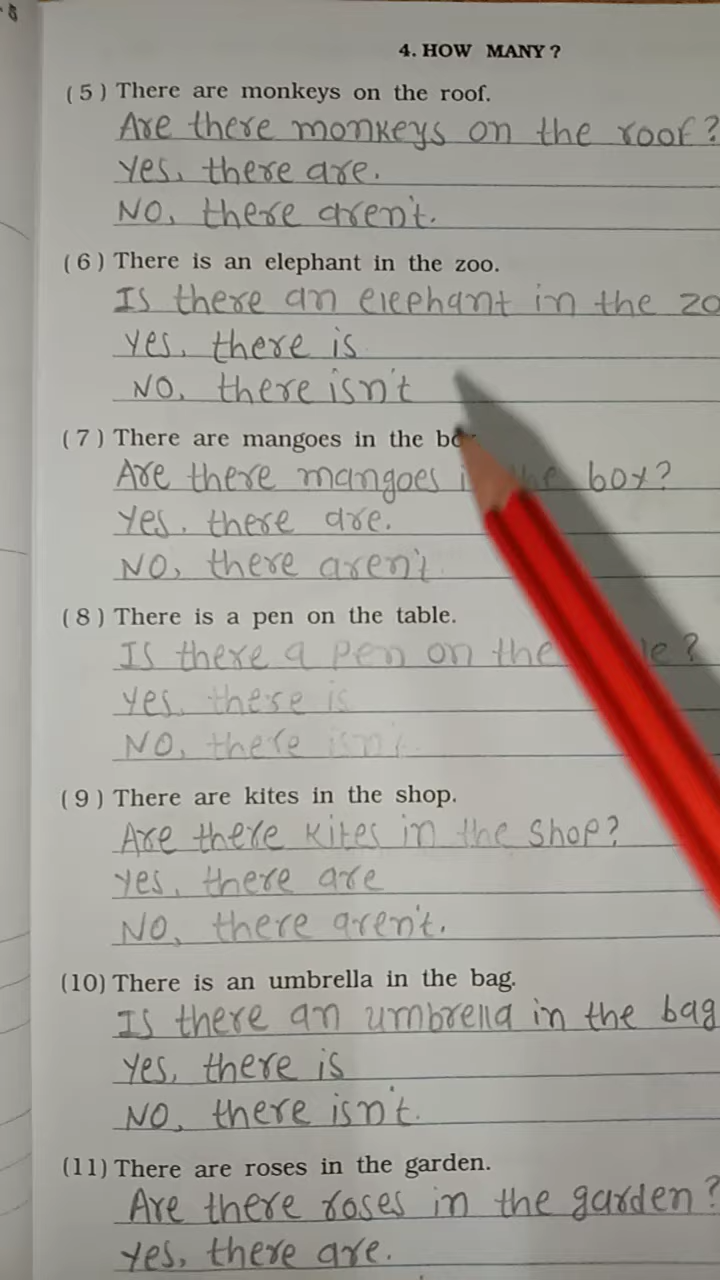 4. HOW MANY?
(5) There are monkeys on the roof.
Are there monkeys on the roof?
Yes, there are.
NO, there aren't.
(6) There is an elephant in the zoo.
Is there an elephant in the
Yes, there is
NO, there isn't
(7) There are mangoes in the
Are there mangoes the box?
Yes, there are.
NO, there aren't
(8) There is a pen on the table.
Is there a pen on the ?
Yes, there is
NO, there isn't
(9) There are kites in the shop.
Are there kites in the shop?
Yes, there are
NO, there aren't.
(10) There is an umbrella in the bag.
Is there an umbrella in the bag
Yes, there is
NO, there isn't.
(11) There are roses in the garden.
Are there roses in the garden?
Yes, there are.